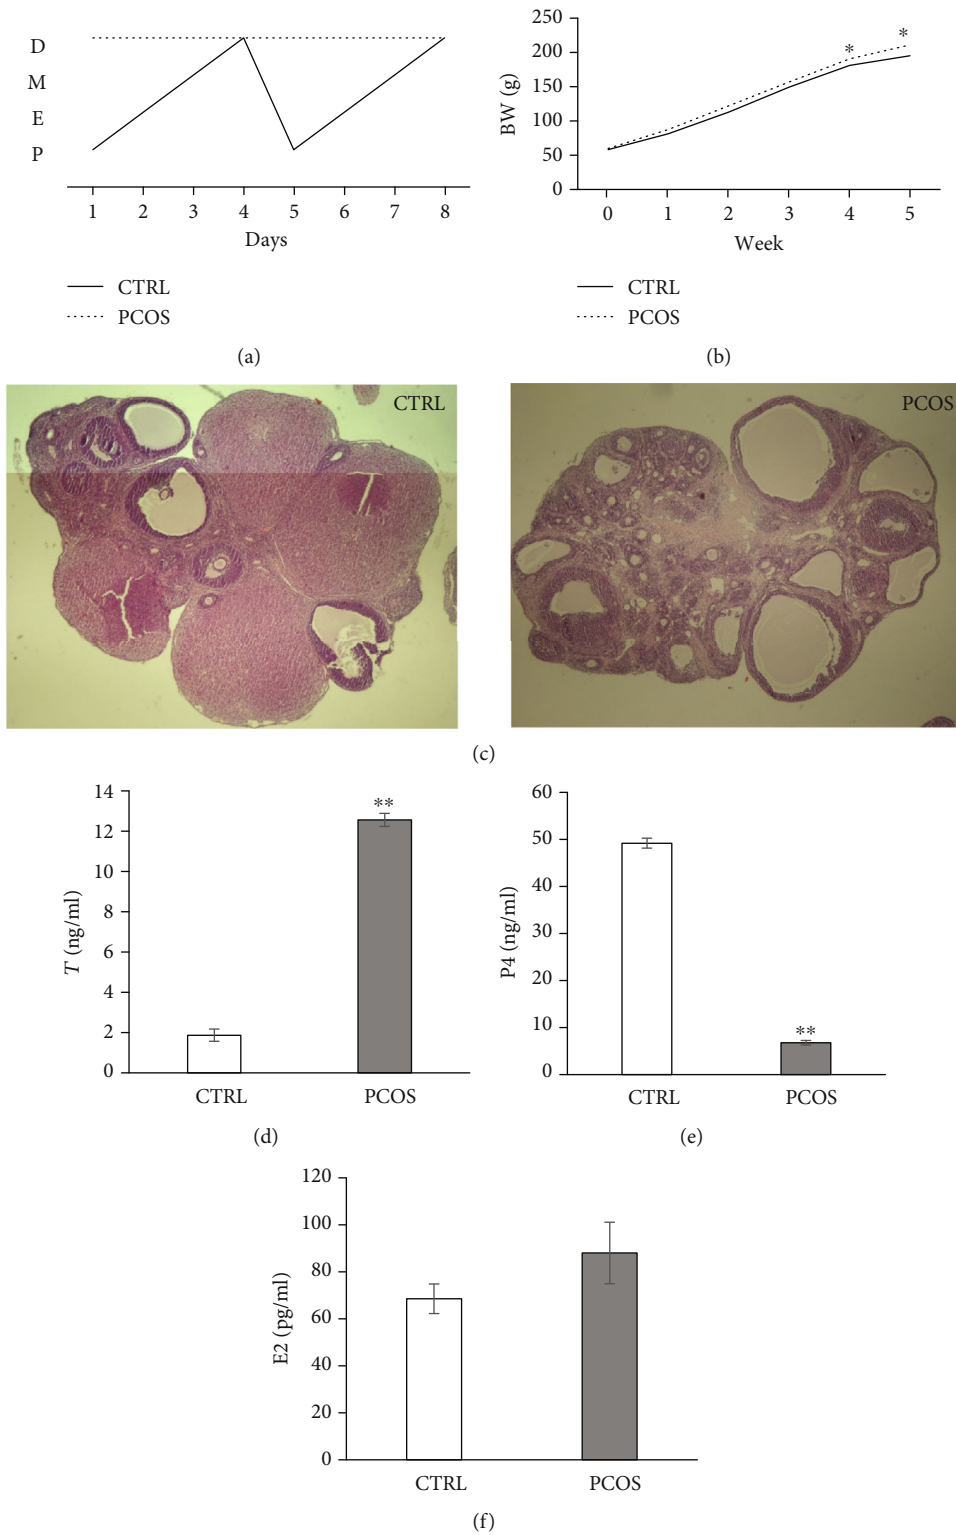 D
M
E
P
1 2 3 4 5 6 7 8
Days
CTRL
PCOS
(a)
250
200
150
100
50
0
BW (g)
* *
0 1 2 3 4 5
Week
CTRL
PCOS
(b)
CTRL
PCOS
(c)
14
12
10
8
6
4
2
0
T (ng/ml)
**
CTRL PCOS
(d)
60
50
40
30
20
10
0
P4 (ng/ml)
**
CTRL PCOS
(e)
120
100
80
60
40
20
0
E2 (pg/ml)
CTRL PCOS
(f)